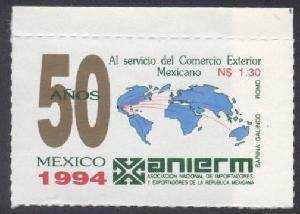 Al servicio del Comercio Exterior
Mexicano N$ 1.30
50
AÑOS
SAFINA GALINDO ROMO
MEXICO
1994
anierm
ASOCIACION NACIONAL DE IMPORTADORES
Y EXPORTADORES DE LA REPUBLICA MEXICANA